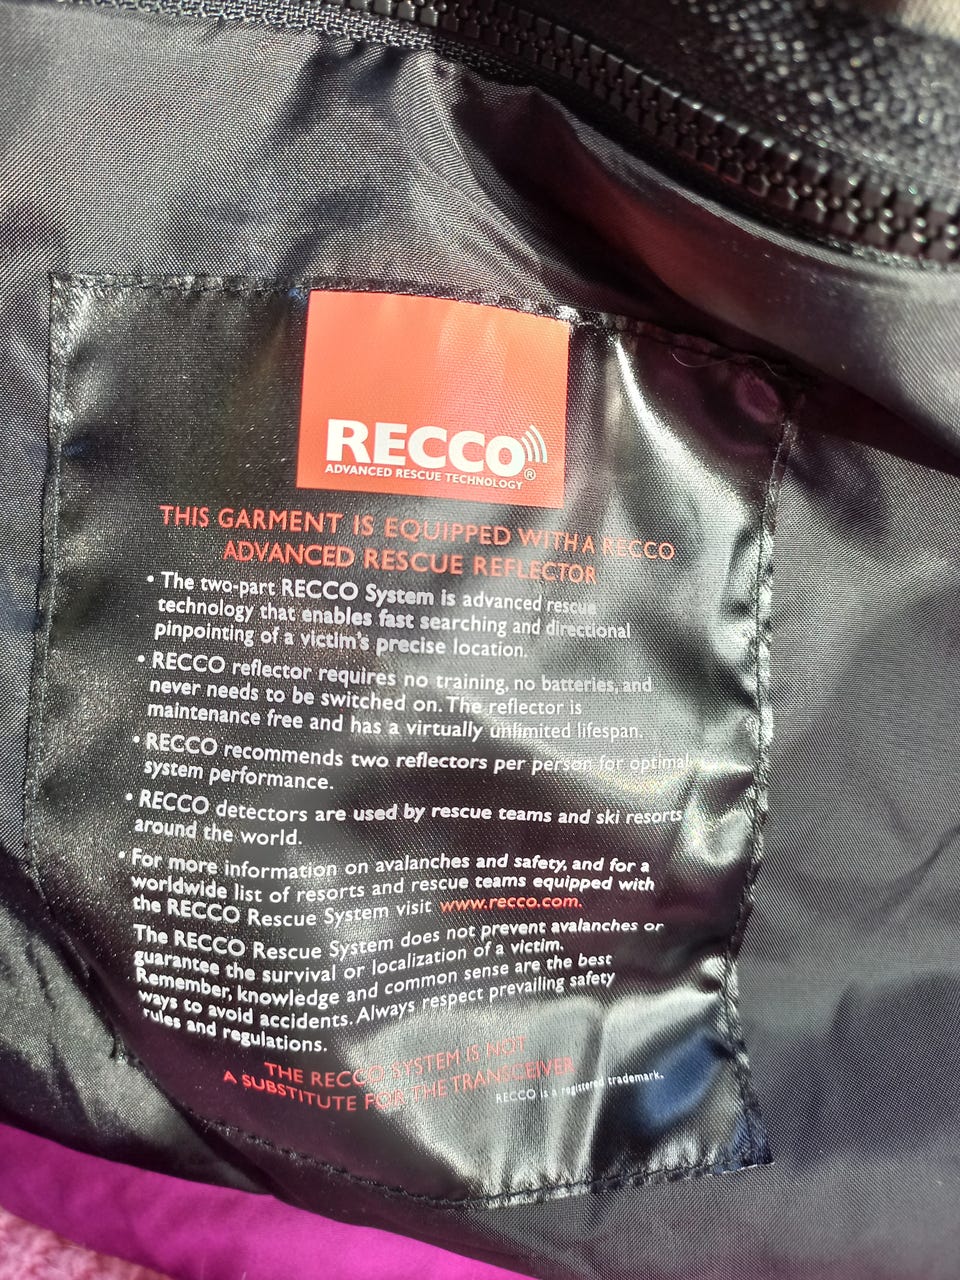 RECCO®
ADVANCED RESCUE TECHNOLOGY
THIS GARMENT IS EQUIPPED WITH A RECCO
ADVANCED RESCUE REFLECTOR
• The two-part RECCO System is advanced rescue
technology that enables fast searching and directional
pinpointing of a victim's precise location.
• RECCO reflector requires no training, no batteries, and
never needs to be switched on. The reflector is
maintenance free and has a virtually unlimited lifespan.
• RECCO recommends two reflectors per person for optimal
system performance.
• RECCO detectors are used by rescue teams and ski resorts
around the world.
• For more information on avalanches and safety, and for a
worldwide list of resorts and rescue teams equipped with
the RECCO Rescue System visit www.recco.com.
The RECCO Rescue System does not prevent avalanches or
guarantee the survival or localization of a victim.
Remember, knowledge and common sense are the best
ways to avoid accidents. Always respect prevailing safety
rules and regulations.
THE RECCO SYSTEM IS NOT
A SUBSTITUTE FOR THE TRANSCEIVER
RECCO is a registered trademark.